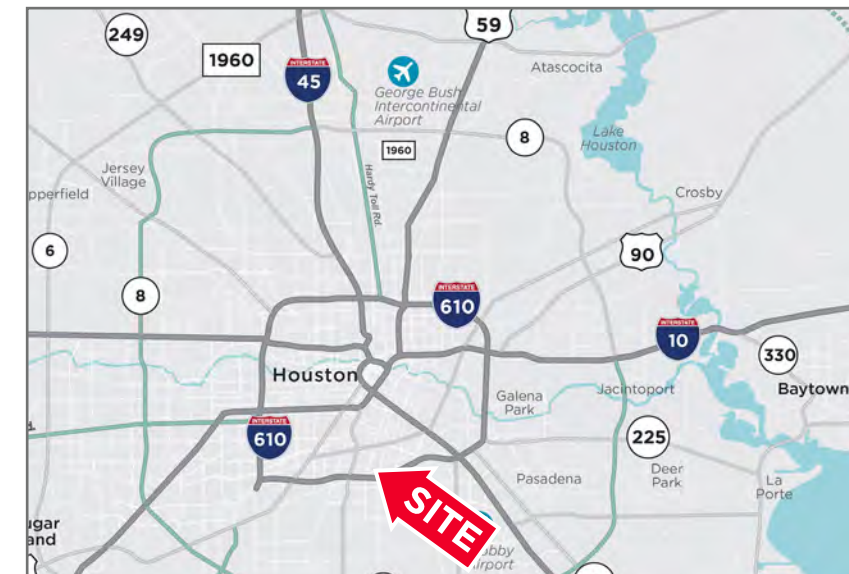 59
249
1960
INTERSTATE
45
George Bush
Intercontinental
Airport
Atascocita
8
1960
Lake
Houston
Hardy Toll Rd.
Jersey
Village
pperfield
Crosby
6
90
8
INTERSTATE
610
INTERSTATE
10
330
Houston
Galena
Park
Jacintoport
Baytown
INTERSTATE
610
225
Pasadena
Deer
Park
La
Porte
SITE
ugar
and
bby
irport